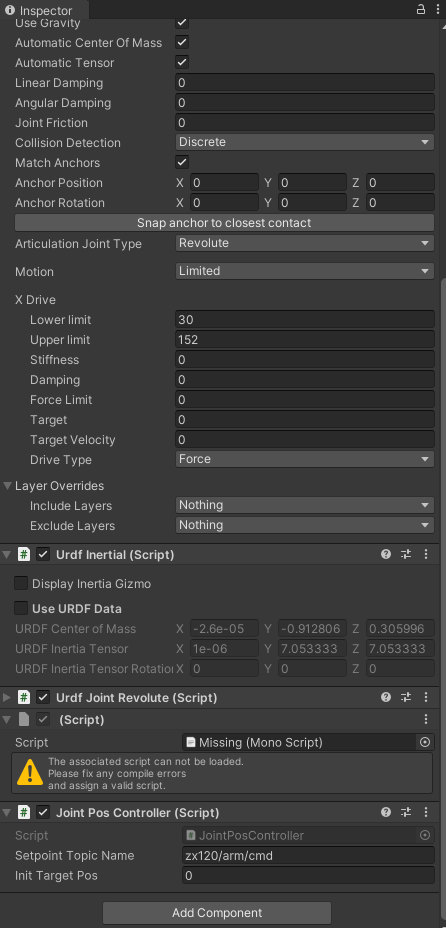 Inspector
Use Gravity
Automatic Center Of Mass
Automatic Tensor
Linear Damping 0
Angular Damping 0
Joint Friction 0
Collision Detection Discrete
Match Anchors
Anchor Position X 0 Y 0 Z 0
Anchor Rotation X 0 Y 0 Z 0
Snap anchor to closest contact
Articulation Joint Type Revolute
Motion Limited
X Drive
Lower limit 30
Upper limit 152
Stiffness 0
Damping 0
Force Limit 0
Target 0
Target Velocity 0
Drive Type Force
Layer Overrides
Include Layers Nothing
Exclude Layers Nothing
# Urdf Inertial (Script)
Display Inertia Gizmo
Use URDF Data
URDF Center of Mass X -2.6e-05 Y -0.912806 Z 0.305996
URDF Inertia Tensor X 1e-06 Y 7.053333 Z 7.053333
URDF Inertia Tensor Rotation X 0 Y 0 Z 0
# Urdf Joint Revolute (Script)
(Script)
Script Missing (Mono Script)
The associated script can not be loaded.
Please fix any compile errors
and assign a valid script.
# Joint Pos Controller (Script)
Script # JointPosController
Setpoint Topic Name zx120/arm/cmd
Init Target Pos 0
Add Component